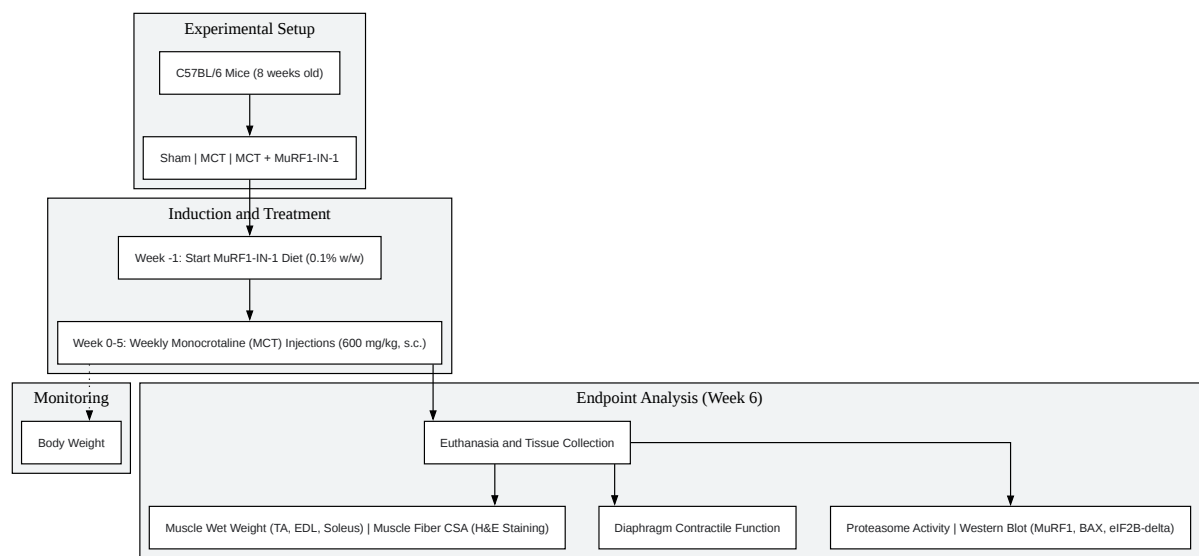 Experimental Setup
C57BL/6 Mice (8 weeks old)
Sham | MCT | MCT + MuRF1-IN-1
Induction and Treatment
Week -1: Start MuRF1-IN-1 Diet (0.1% w/w)
Week 0-5: Weekly Monocrotaline (MCT) Injections (600 mg/kg, s.c.)
Monitoring
Body Weight
Endpoint Analysis (Week 6)
Euthanasia and Tissue Collection
Muscle Wet Weight (TA, EDL, Soleus) | Muscle Fiber CSA (H&E Staining)
Diaphragm Contractile Function
Proteasome Activity | Western Blot (MuRF1, BAX, eIF2B-delta)